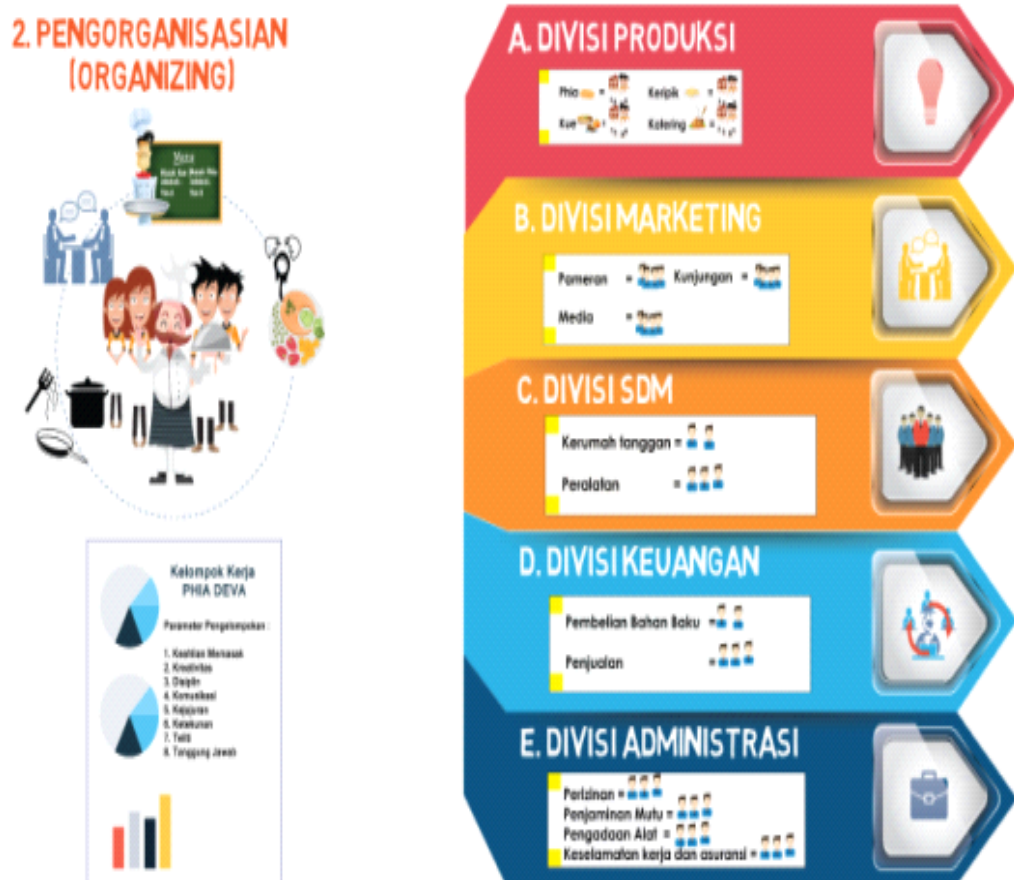 2. PENGORGANISASIAN
(ORGANIZING)
Menu
Kelompok Kerja
PHIA DEVA
Parameter Pengelompokan :
1. Keahlian Memasak
2. Kreativitas
3. Disiplin
4. Komunikasi
5. Kejujuran
6. Ketekunan
7. Teliti
8. Tanggung Jawab
A. DIVISI PRODUKSI
Phia = Keripik =
Kue = Katering =
B. DIVISI MARKETING
Pameran = Kunjungan =
Media =
C. DIVISI SDM
Kerumah tanggan =
Peralatan =
D. DIVISI KEUANGAN
Pembelian Bahan Baku =
Penjualan =
E. DIVISI ADMINISTRASI
Perizinan =
Penjaminan Mutu =
Pengadaan Alat =
Keselamatan kerja dan asuransi =